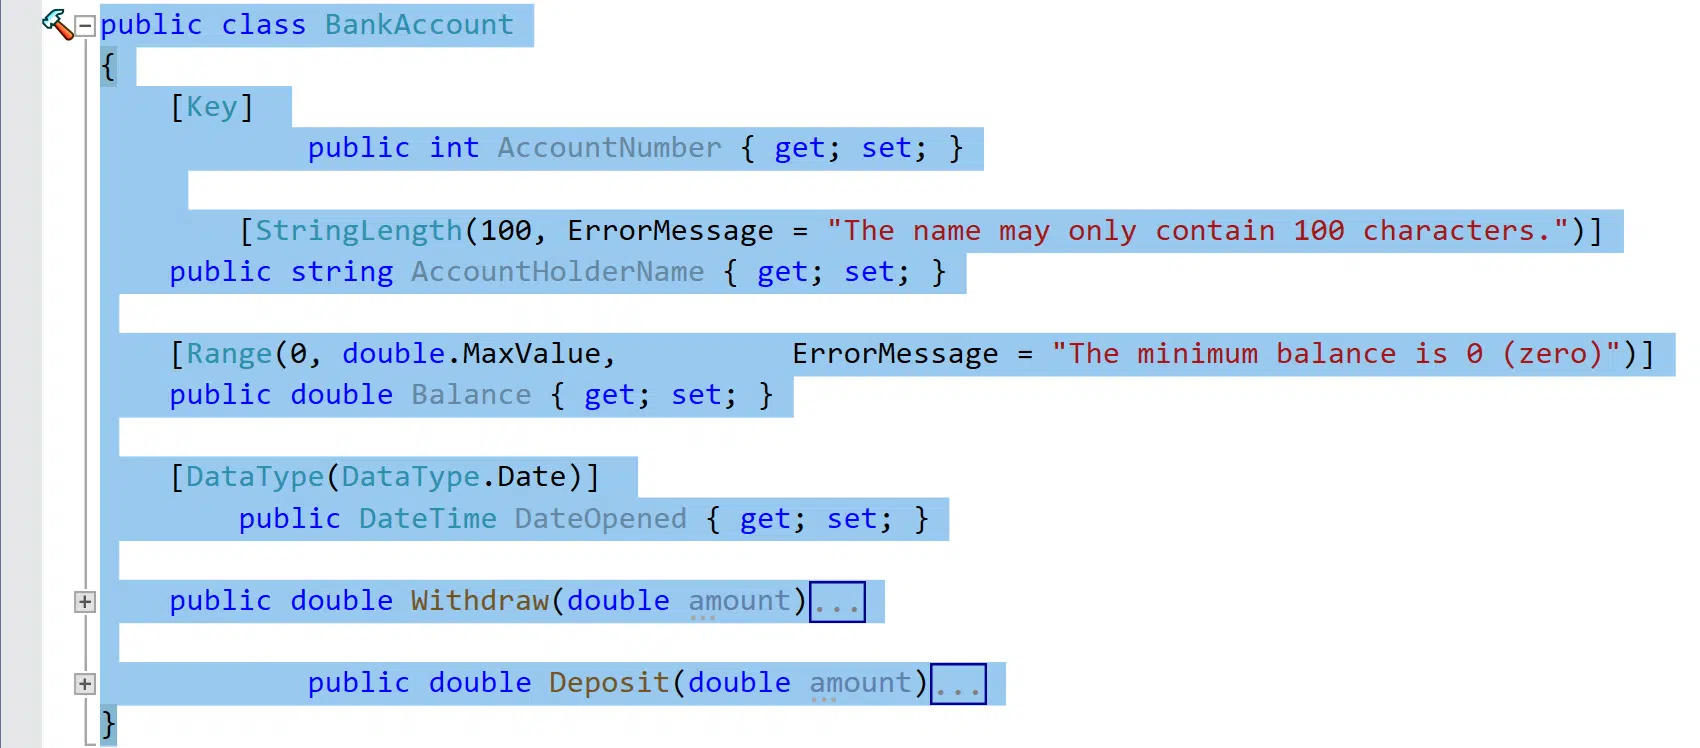 public class BankAccount
{
    [Key]
            public int AccountNumber { get; set; }

        [StringLength(100, ErrorMessage = "The name may only contain 100 characters.")]
    public string AccountHolderName { get; set; }

    [Range(0, double.MaxValue,          ErrorMessage = "The minimum balance is 0 (zero)")]
    public double Balance { get; set; }

    [DataType(DataType.Date)]
        public DateTime DateOpened { get; set; }

    public double Withdraw(double amount)...

            public double Deposit(double amount)...
}